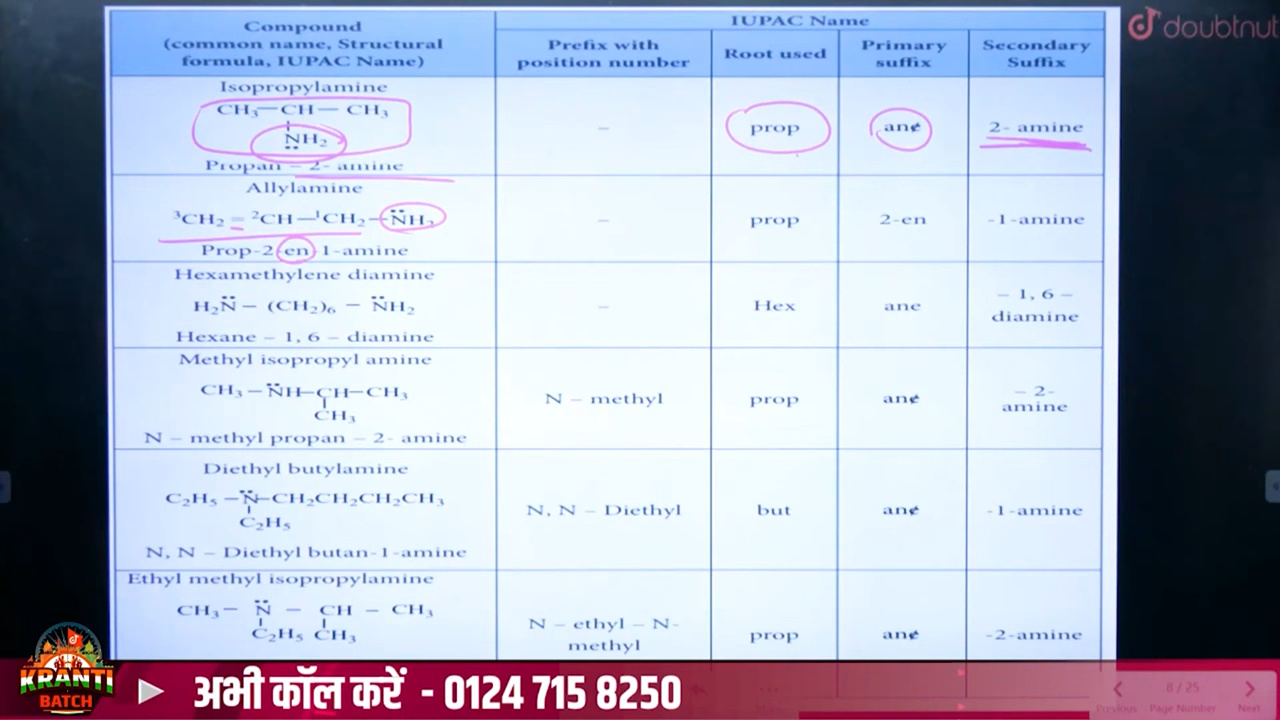 doubtnut
Compound
(common name, Structural
formula, IUPAC Name)
IUPAC Name
Prefix with
position number
Root used
Primary
suffix
Secondary
Suffix
Isopropylamine
CH₃—CH—CH₃
NH₂
Propan – 2- amine
–
prop
ane
2- amine
Allylamine
³CH₂ = ²CH—¹CH₂—NH₂
Prop-2-en-1-amine
–
prop
2-en
-1-amine
Hexamethylene diamine
H₂N – (CH₂)₆ – NH₂
Hexane – 1, 6 – diamine
–
Hex
ane
– 1, 6 –
diamine
Methyl isopropyl amine
CH₃–NH–CH–CH₃
CH₃
N – methyl propan – 2- amine
N – methyl
prop
ane
– 2-
amine
Diethyl butylamine
C₂H₅ –N–CH₂CH₂CH₂CH₃
C₂H₅
N, N – Diethyl butan-1-amine
N, N – Diethyl
but
ane
-1-amine
Ethyl methyl isopropylamine
CH₃– N – CH – CH₃
C₂H₅ CH₃
N – ethyl – N-
methyl
prop
ane
-2-amine
KRANTI
BATCH
अभी कॉल करें - 0124 715 8250
8 / 25
Previous Page Number Next